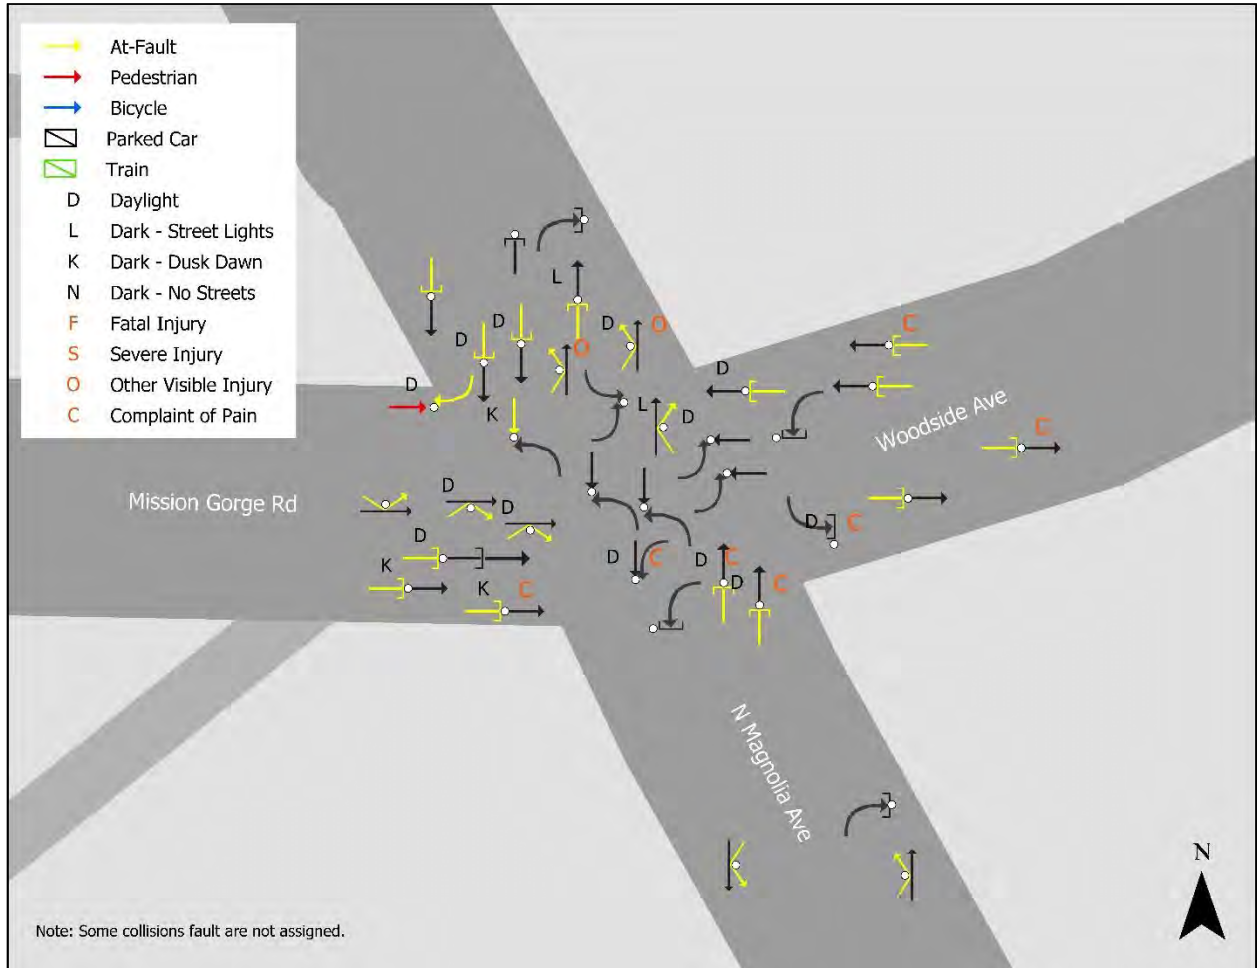 At-Fault
Pedestrian
Bicycle
Parked Car
Train
D Daylight
L Dark - Street Lights
K Dark - Dusk Dawn
N Dark - No Streets
F Fatal Injury
S Severe Injury
O Other Visible Injury
C Complaint of Pain
L
D
D
O
D
O
C
D
D
K
L
D
C
Woodside Ave
Mission Gorge Rd
D
D
D
C
D
C
D
C
K
K
C
D
C
N Magnolia Ave
N
Note: Some collisions fault are not assigned.